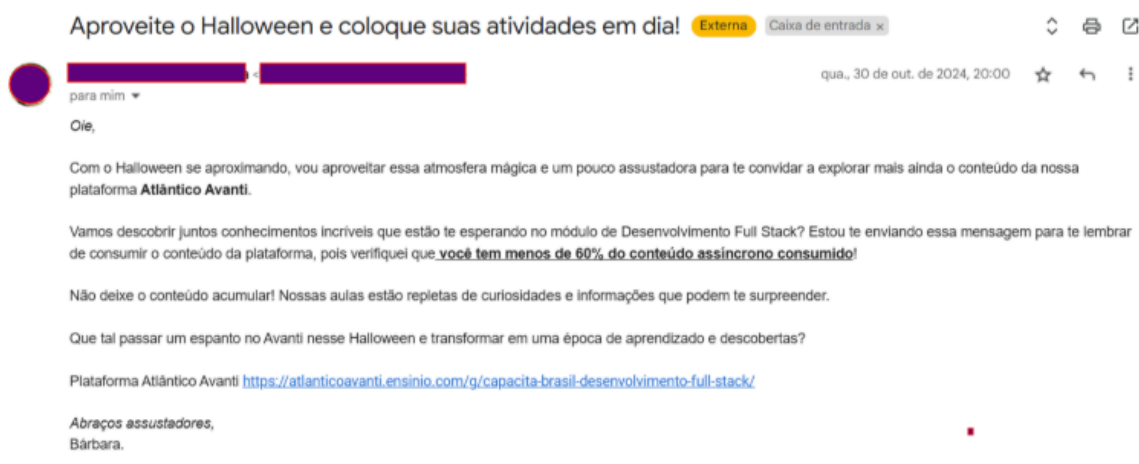 Aproveite o Halloween e coloque suas atividades em dia! Externa Caixa de entrada ×
qua., 30 de out. de 2024, 20:00
para mim
Oie,
Com o Halloween se aproximando, vou aproveitar essa atmosfera mágica e um pouco assustadora para te convidar a explorar mais ainda o conteúdo da nossa
plataforma Atlântico Avanti.
Vamos descobrir juntos conhecimentos incríveis que estão te esperando no módulo de Desenvolvimento Full Stack? Estou te enviando essa mensagem para te lembrar
de consumir o conteúdo da plataforma, pois verifiquei que você tem menos de 60% do conteúdo assíncrono consumido!
Não deixe o conteúdo acumular! Nossas aulas estão repletas de curiosidades e informações que podem te surpreender.
Que tal passar um espanto no Avanti nesse Halloween e transformar em uma época de aprendizado e descobertas?
Plataforma Atlântico Avanti https://atlanticoavanti.ensinio.com/g/capacita-brasil-desenvolvimento-full-stack/
Abraços assustadores,
Bárbara.